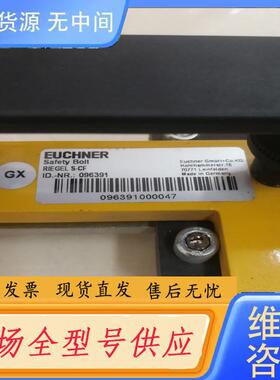 货源 无中间
EUCHNER
Safety Bolt
RIEGEL S-CF
ID.-NR.: 096391
Euchner GmbH+Co.KG
Kohlhammerstr.16
70771 Leinfelden
Made in Germany
GX
096391000047
质 现货直发 售后无忧
场全型号供应
维
咨